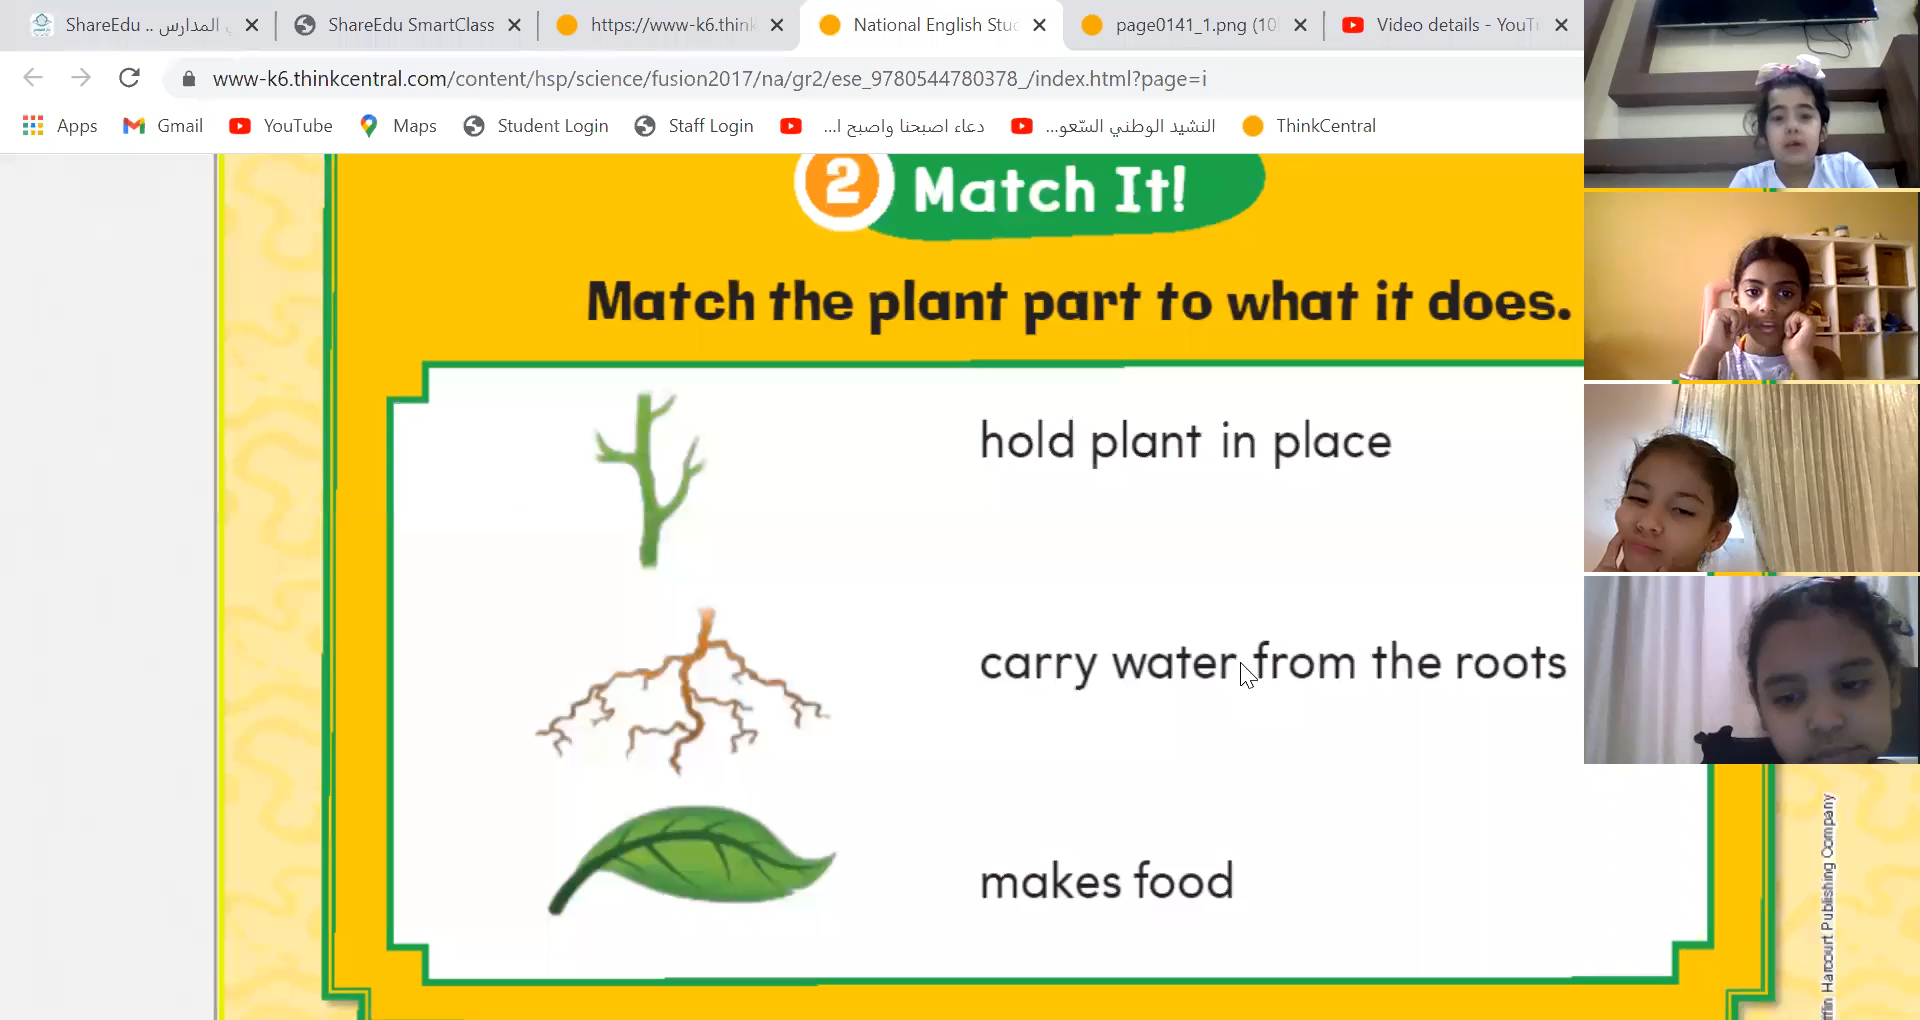 ShareEdu .. ي المدارس
ShareEdu SmartClass
https://www-k6.think
National English Stu
page0141_1.png (10
Video details - YouT
www-k6.thinkcentral.com/content/hsp/science/fusion2017/na/gr2/ese_9780544780378_/index.html?page=i
Apps
Gmail
YouTube
Maps
Student Login
Staff Login
دعاء اصبحنا واصبح ا...
النشيد الوطني السّعو...
ThinkCentral
2 Match It!
Match the plant part to what it does.
hold plant in place
carry water from the roots
makes food
fflin Harcourt Publishing Company